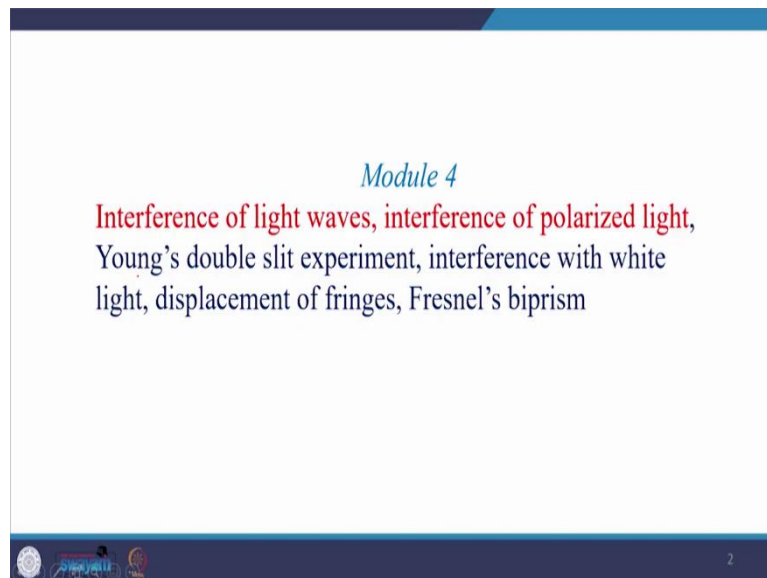 Module 4
Interference of light waves, interference of polarized light,
Young's double slit experiment, interference with white
light, displacement of fringes, Fresnel's biprism
swayam
2